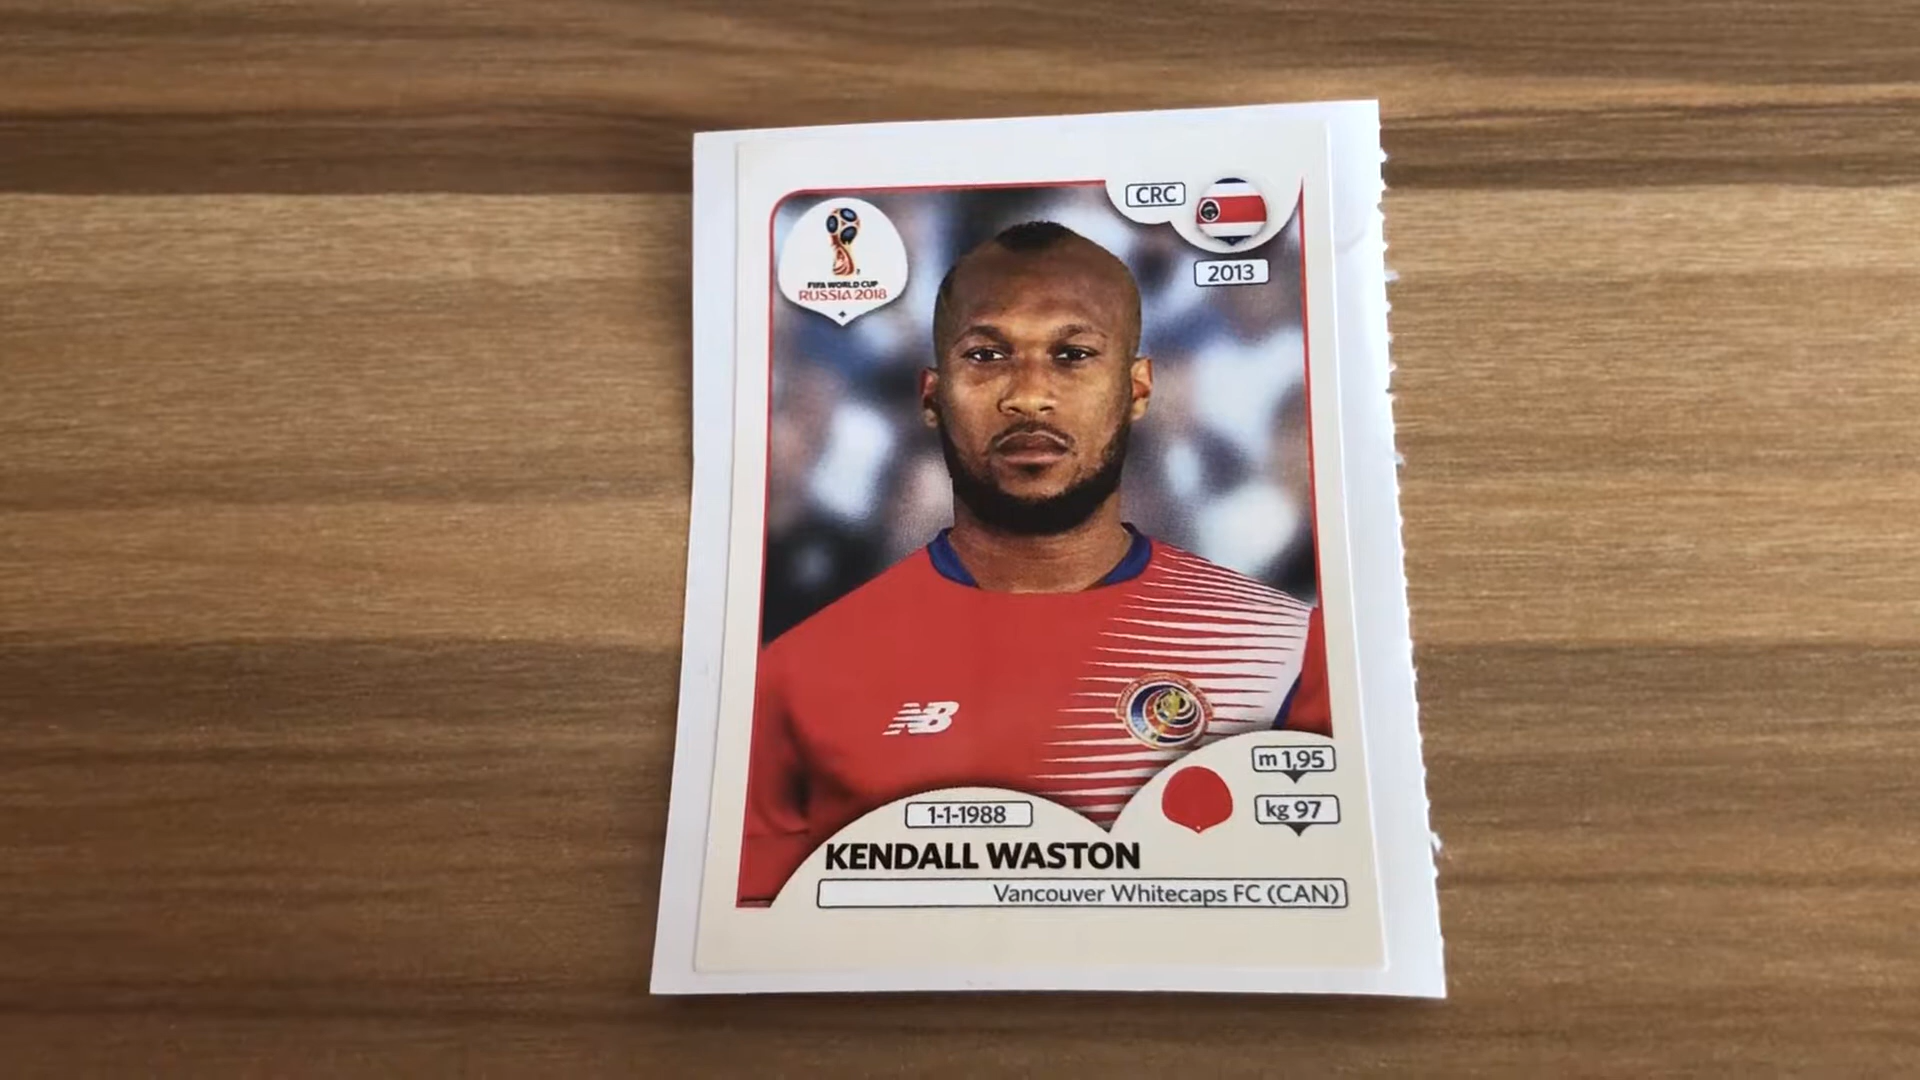 CRC
FIFA WORLD CUP
RUSSIA 2018
2013
NB
m 1,95
kg 97
1-1-1988
KENDALL WASTON
Vancouver Whitecaps FC (CAN)